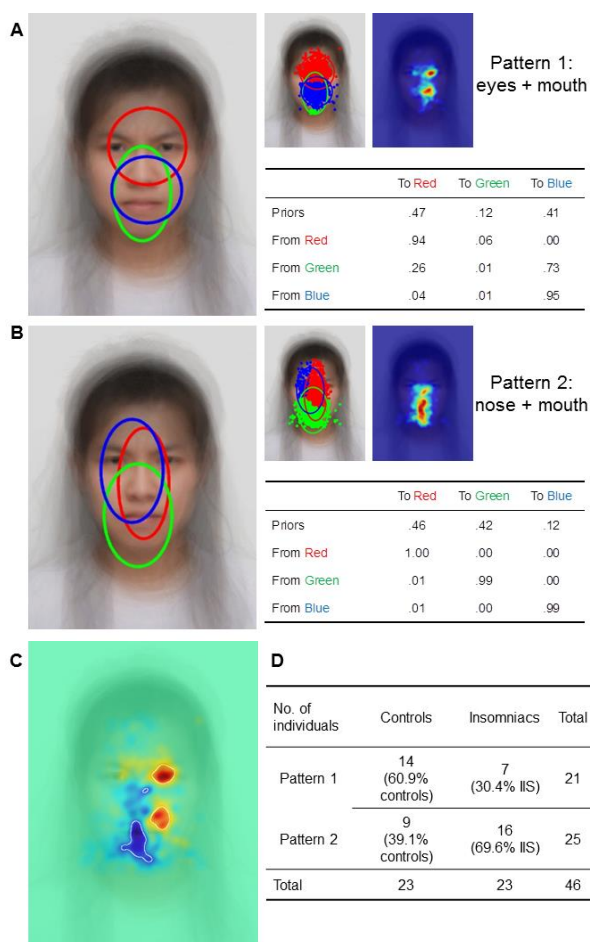 A
Pattern 1:
eyes + mouth
To Red To Green To Blue
Priors .47 .12 .41
From Red .94 .06 .00
From Green .26 .01 .73
From Blue .04 .01 .95
B
Pattern 2:
nose + mouth
To Red To Green To Blue
Priors .46 .42 .12
From Red 1.00 .00 .00
From Green .01 .99 .00
From Blue .01 .00 .99
C
D
No. of
individuals Controls Insomniacs Total
Pattern 1 14
(60.9%
controls) 7
(30.4% IIS) 21
Pattern 2 9
(39.1%
controls) 16
(69.6% IIS) 25
Total 23 23 46